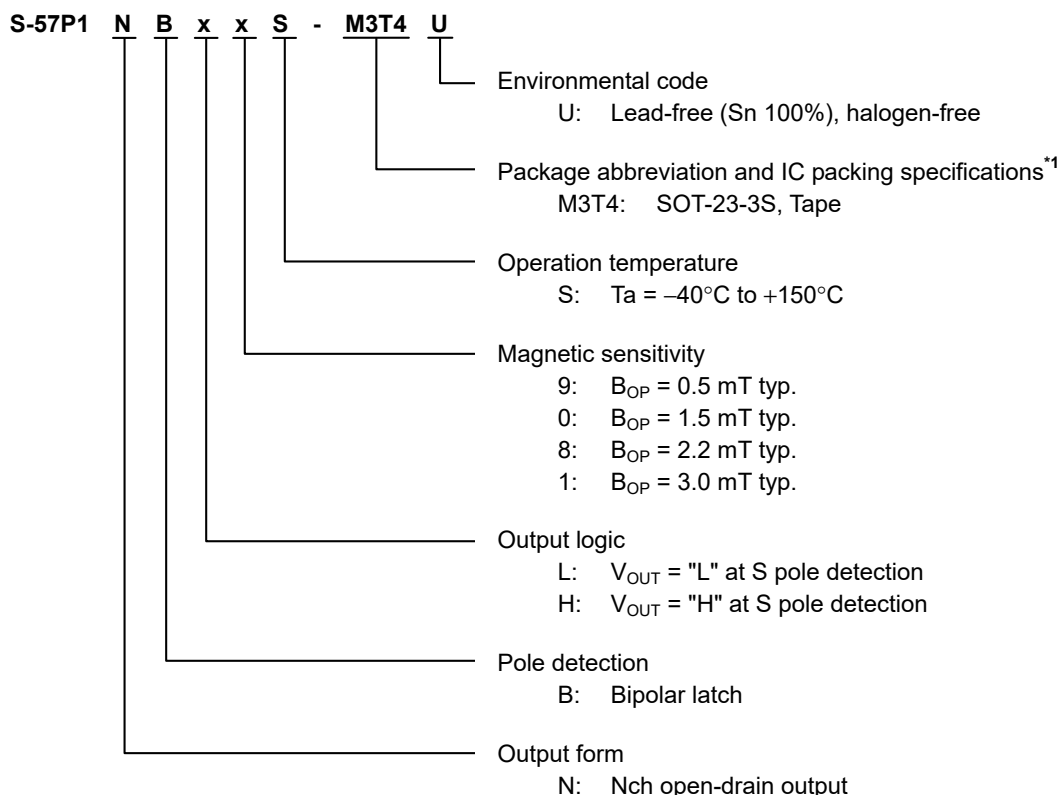 S-57P1 N B x x S - M3T4 U
Environmental code
U: Lead-free (Sn 100%), halogen-free
Package abbreviation and IC packing specifications*1
M3T4: SOT-23-3S, Tape
Operation temperature
S: Ta = −40°C to +150°C
Magnetic sensitivity
9: BOP = 0.5 mT typ.
0: BOP = 1.5 mT typ.
8: BOP = 2.2 mT typ.
1: BOP = 3.0 mT typ.
Output logic
L: VOUT = "L" at S pole detection
H: VOUT = "H" at S pole detection
Pole detection
B: Bipolar latch
Output form
N: Nch open-drain output